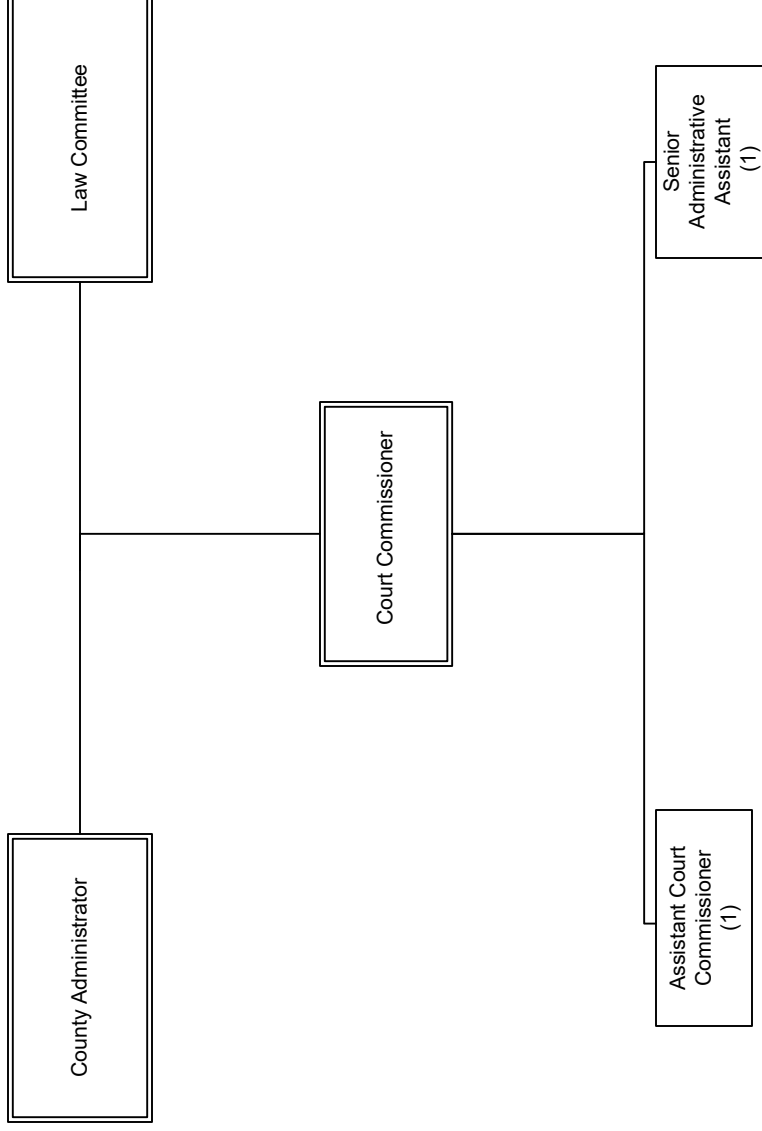 County Administrator
Law Committee
Court Commissioner
Assistant Court
Commissioner
(1)
Senior
Administrative
Assistant
(1)